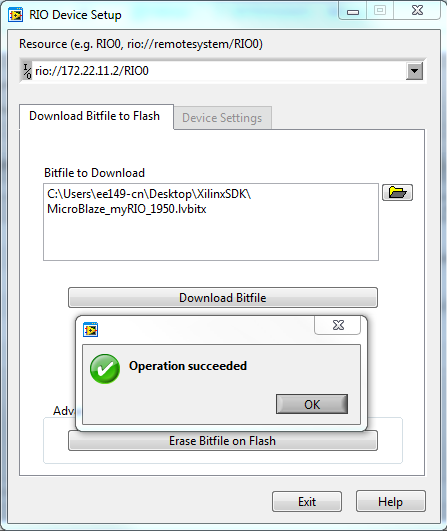 RIO Device Setup
Resource (e.g. RIO0, rio://remotesystem/RIO0)
I/O rio://172.22.11.2/RIO0
Download Bitfile to Flash Device Settings
Bitfile to Download
C:\Users\ee149-cn\Desktop\XilinxSDK\
MicroBlaze_myRIO_1950.lvbitx
Download Bitfile
Operation succeeded
OK
Adv
Erase Bitfile on Flash
Exit Help